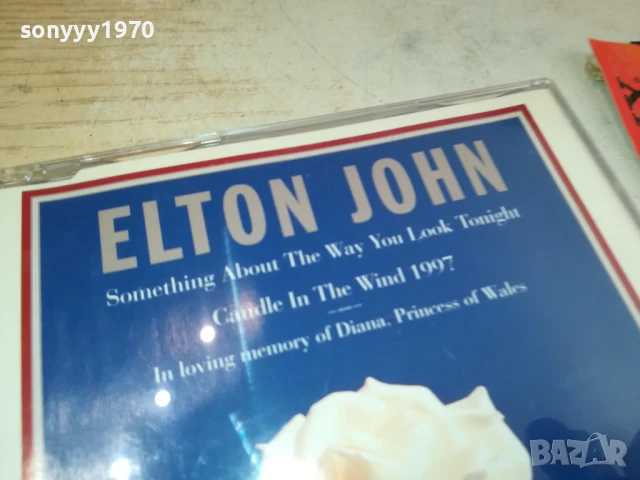 sonyyy1970
ELTON JOHN
Something About The Way You Look Tonight
Candle In The Wind 1997
In loving memory of Diana, Princess of Wales
BAZAR